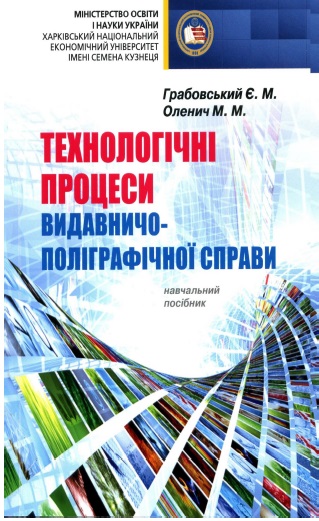 МІНІСТЕРСТВО ОСВІТИ
І НАУКИ УКРАЇНИ
ХАРКІВСЬКИЙ НАЦІОНАЛЬНИЙ
ЕКОНОМІЧНИЙ УНІВЕРСИТЕТ
ІМЕНІ СЕМЕНА КУЗНЕЦЯ
Грабовський Є. М.
Оленич М. М.
ТЕХНОЛОГІЧНІ
ПРОЦЕСИ
ВИДАВНИЧО-
ПОЛІГРАФІЧНОЇ СПРАВИ
навчальний
посібник